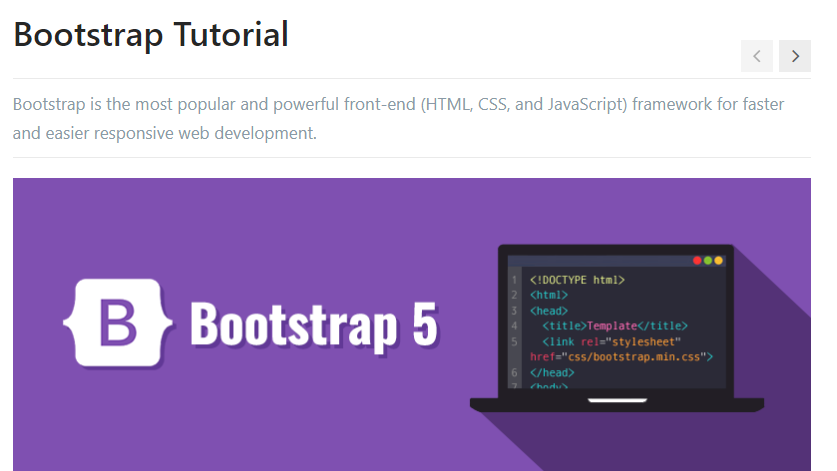 Bootstrap Tutorial
Bootstrap is the most popular and powerful front-end (HTML, CSS, and JavaScript) framework for faster
and easier responsive web development.
B Bootstrap 5
1 <!DOCTYPE html>
2 <html>
3 <head>
4 <title>Template</title>
5 <link rel="stylesheet"
href="css/bootstrap.min.css">
6 </head>
7 <body>